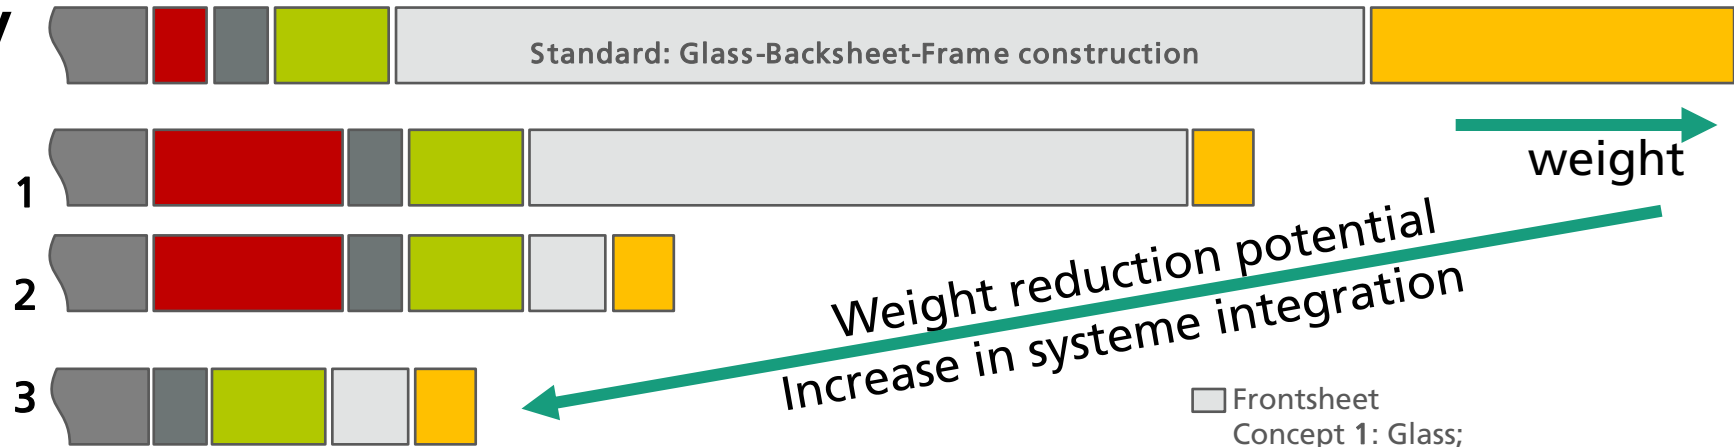 Standard: Glass-Backsheet-Frame construction
weight
1
Weight reduction potential
2
Increase in systeme integration
3
Frontsheet
Concept 1: Glass;